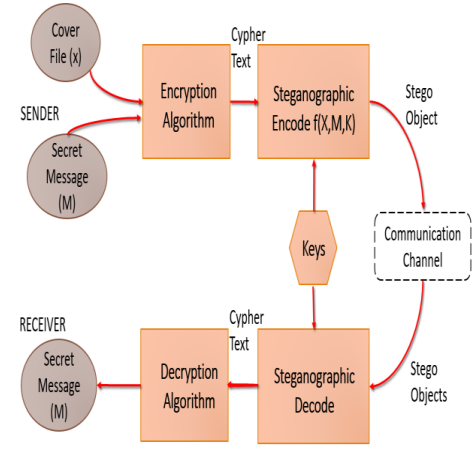 Cover
File (x)
SENDER
Secret
Message
(M)
Encryption
Algorithm
Cypher
Text
Steganographic
Encode f(X,M,K)
Stego
Object
Keys
Communication
Channel
RECEIVER
Secret
Message
(M)
Decryption
Algorithm
Cypher
Text
Steganographic
Decode
Stego
Objects